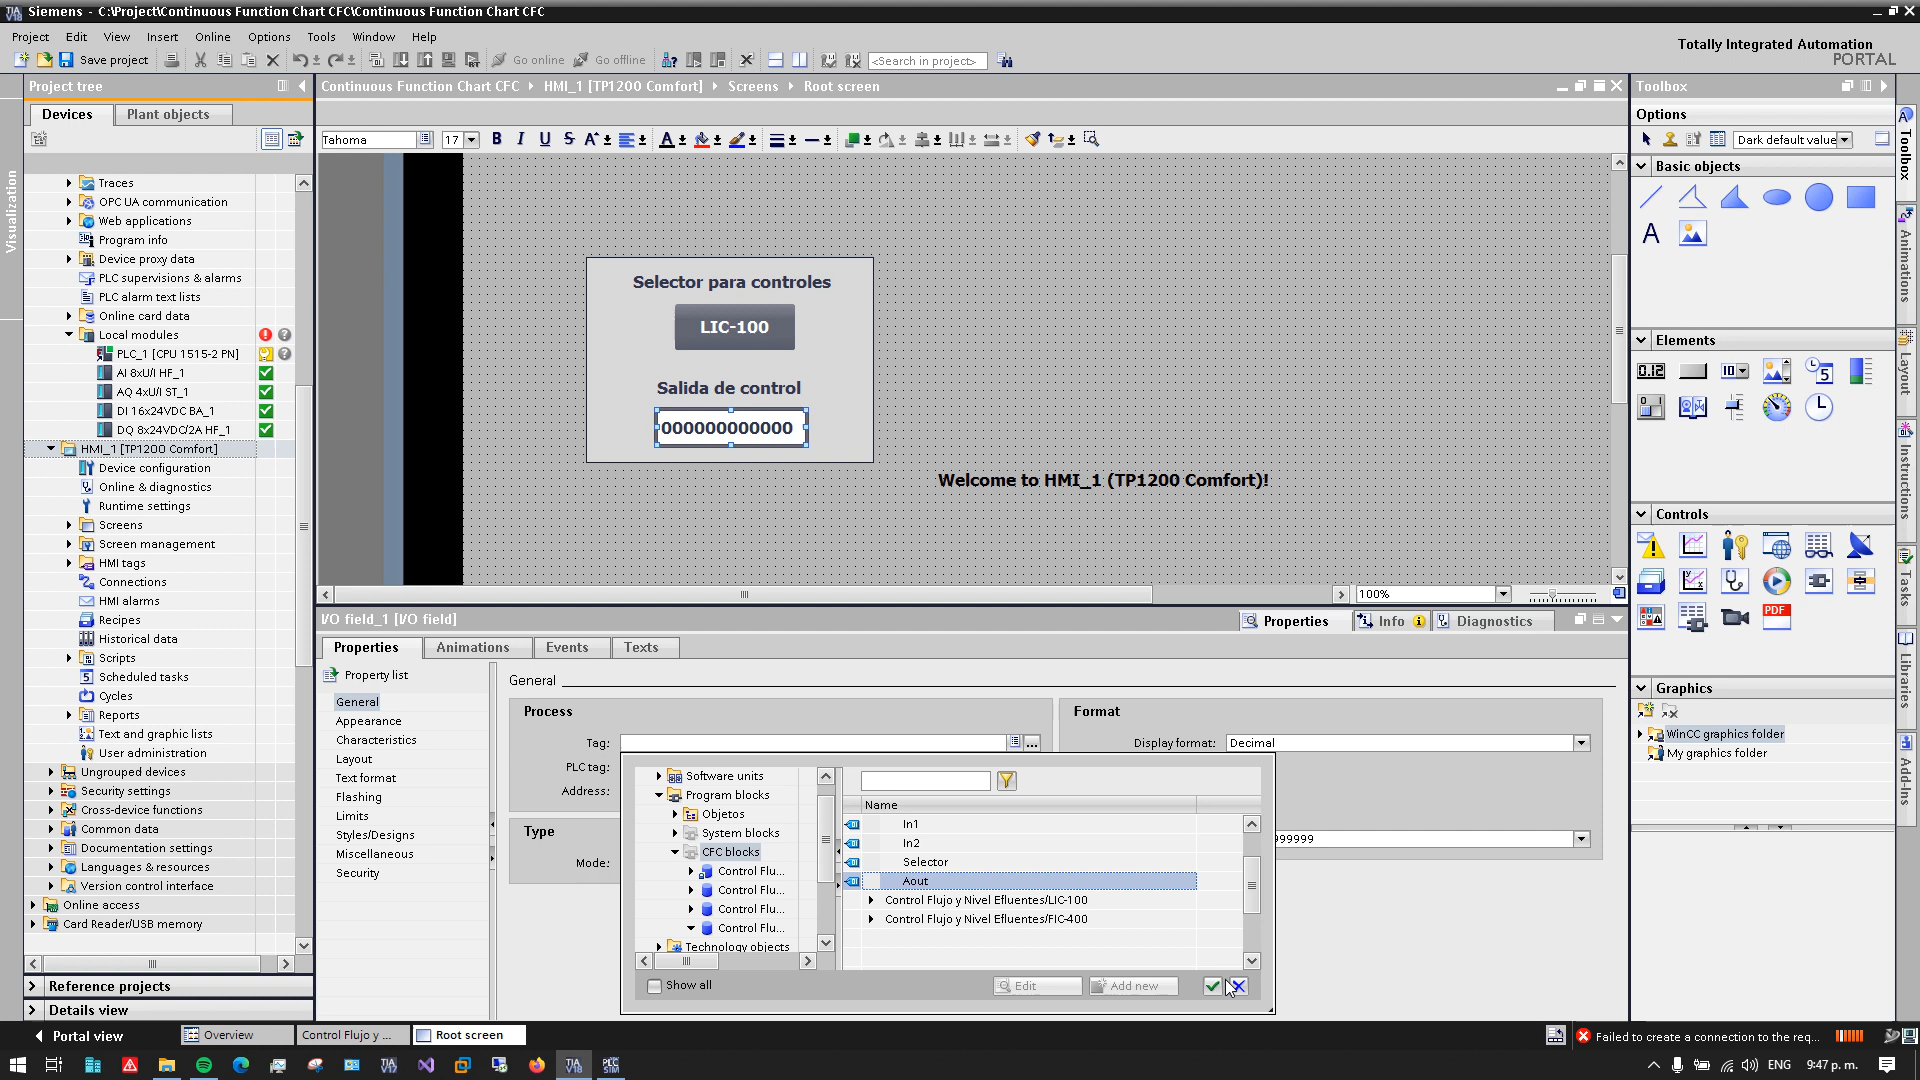 Siemens - C:\Project\Continuous Function Chart CFC\Continuous Function Chart CFC
Project Edit View Insert Online Options Tools Window Help
Totally Integrated Automation
PORTAL
Save project
Go online
Go offline
<Search in project>
Project tree
Continuous Function Chart CFC
HMI_1 [TP1200 Comfort]
Screens
Root screen
Toolbox
Devices
Plant objects
Options
Tahoma
17
Dark default value
Visualization
Basic objects
Traces
OPC UA communication
Web applications
Program info
Device proxy data
PLC supervisions & alarms
PLC alarm text lists
Online card data
Local modules
PLC_1 [CPU 1515-2 PN]
AI 8xU/I HF_1
AQ 4xU/I ST_1
DI 16x24VDC BA_1
DQ 8x24VDC/2A HF_1
HMI_1 [TP1200 Comfort]
Device configuration
Online & diagnostics
Runtime settings
Screens
Screen management
HMI tags
Connections
HMI alarms
Recipes
Historical data
Scripts
Scheduled tasks
Cycles
Reports
Text and graphic lists
User administration
Ungrouped devices
Security settings
Cross-device functions
Common data
Documentation settings
Languages & resources
Version control interface
Online access
Card Reader/USB memory
Reference projects
Details view
Selector para controles
LIC-100
Salida de control
000000000000
Welcome to HMI_1 (TP1200 Comfort)!
100%
I/O field_1 [I/O field]
Properties
Info
Diagnostics
Properties
Animations
Events
Texts
Property list
General
Appearance
Characteristics
Layout
Text format
Flashing
Limits
Styles/Designs
Miscellaneous
Security
General
Process
Tag:
PLC tag:
Address:
Type
Mode:
Format
Display format:
Decimal
999999
Software units
Program blocks
Objetos
System blocks
CFC blocks
Control Flu...
Control Flu...
Control Flu...
Control Flu...
Technology objects
Name
In1
In2
Selector
Aout
Control Flujo y Nivel Efluentes/LIC-100
Control Flujo y Nivel Efluentes/FIC-400
Show all
Edit
Add new
Elements
Controls
PDF
Graphics
WinCC graphics folder
My graphics folder
Toolbox
Animations
Layout
Instructions
Tasks
Libraries
Add-Ins
Portal view
Overview
Control Flujo y ...
Root screen
Failed to create a connection to the req...
ENG
9:47 p. m.